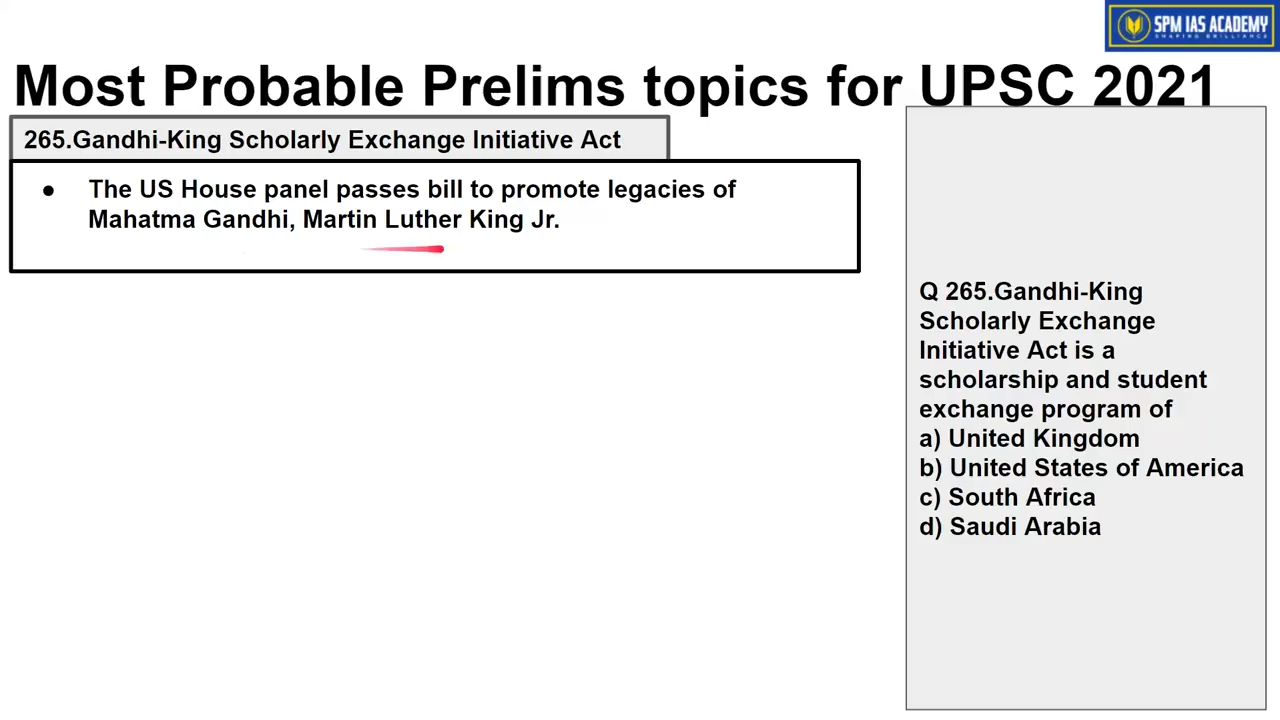 SPM IAS ACADEMY
SHAPING BRILLIANCE
Most Probable Prelims topics for UPSC 2021
265.Gandhi-King Scholarly Exchange Initiative Act
● The US House panel passes bill to promote legacies of
Mahatma Gandhi, Martin Luther King Jr.
Q 265.Gandhi-King
Scholarly Exchange
Initiative Act is a
scholarship and student
exchange program of
a) United Kingdom
b) United States of America
c) South Africa
d) Saudi Arabia